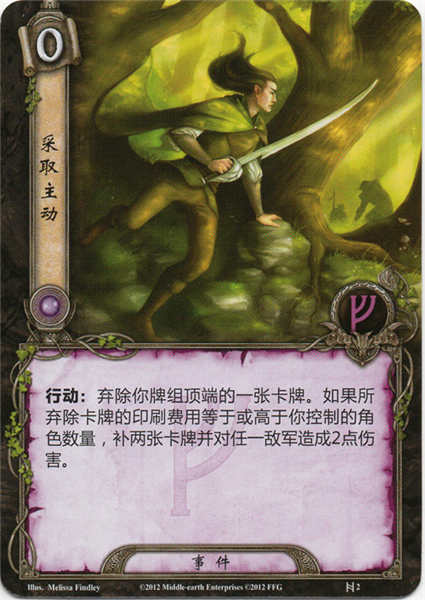 0
采取主动
行动：弃除你牌组顶端的一张卡牌。如果所
弃除卡牌的印刷费用等于或高于你控制的角
色数量，补两张卡牌并对任一敌军造成2点伤
害。
事件
Illus. Melissa Findley
©2012 Middle-earth Enterprises ©2012 FFG
2